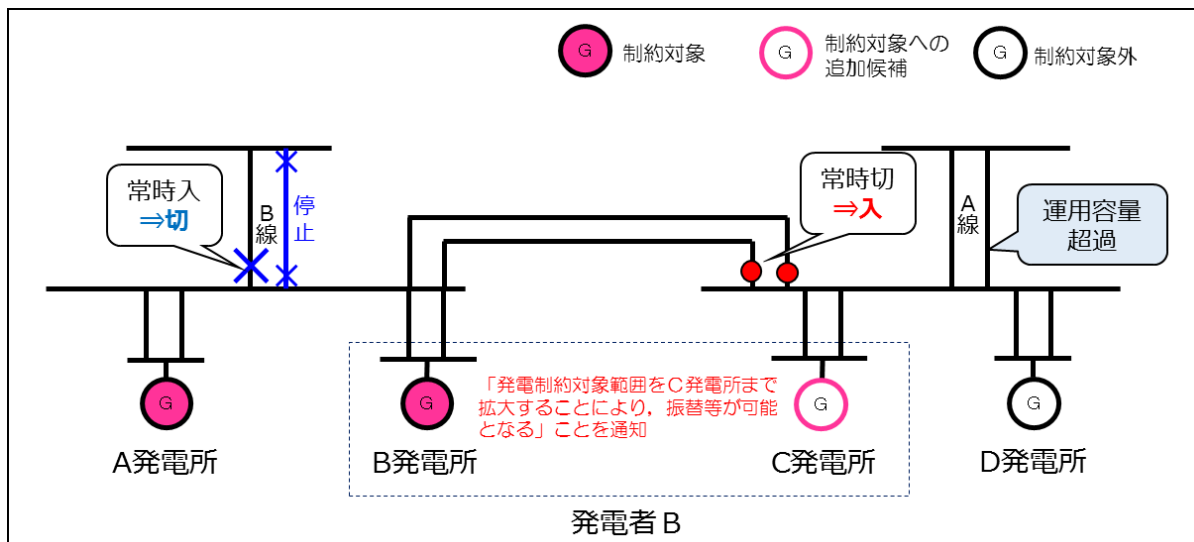 G 制約対象
G 制約対象への
追加候補
G 制約対象外
常時入
⇒切
B線
停止
常時切
⇒入
A線
運用容量
超過
「発電制約対象範囲をC発電所まで
拡大することにより，振替等が可能
となる」ことを通知
G
G
G
G
A発電所
B発電所
C発電所
D発電所
発電者B